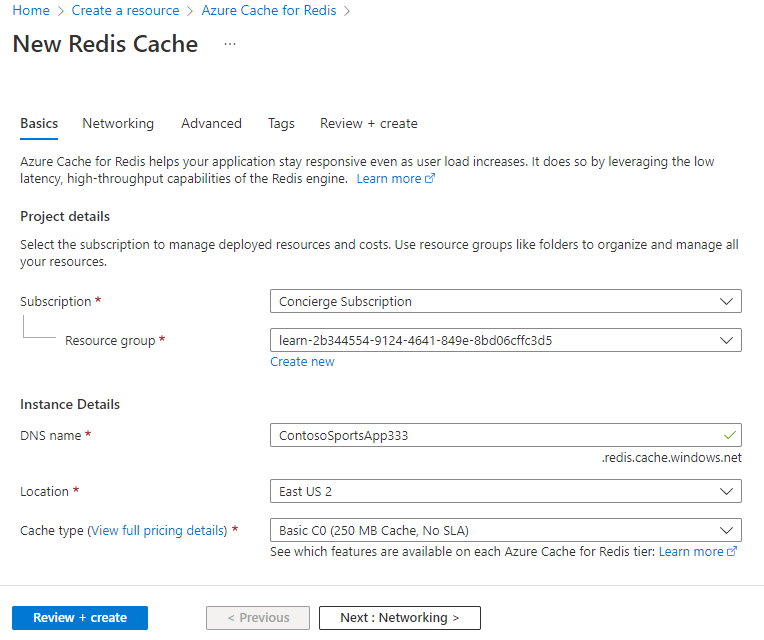 Home > Create a resource > Azure Cache for Redis >
New Redis Cache ...
Basics Networking Advanced Tags Review + create
Azure Cache for Redis helps your application stay responsive even as user load increases. It does so by leveraging the low
latency, high-throughput capabilities of the Redis engine. Learn more
Project details
Select the subscription to manage deployed resources and costs. Use resource groups like folders to organize and manage all
your resources.
Subscription * Concierge Subscription
Resource group * learn-2b344554-9124-4641-849e-8bd06cffc3d5
Create new
Instance Details
DNS name * ContosoSportsApp333
.redis.cache.windows.net
Location * East US 2
Cache type (View full pricing details) * Basic C0 (250 MB Cache, No SLA)
See which features are available on each Azure Cache for Redis tier: Learn more
Review + create < Previous Next : Networking >